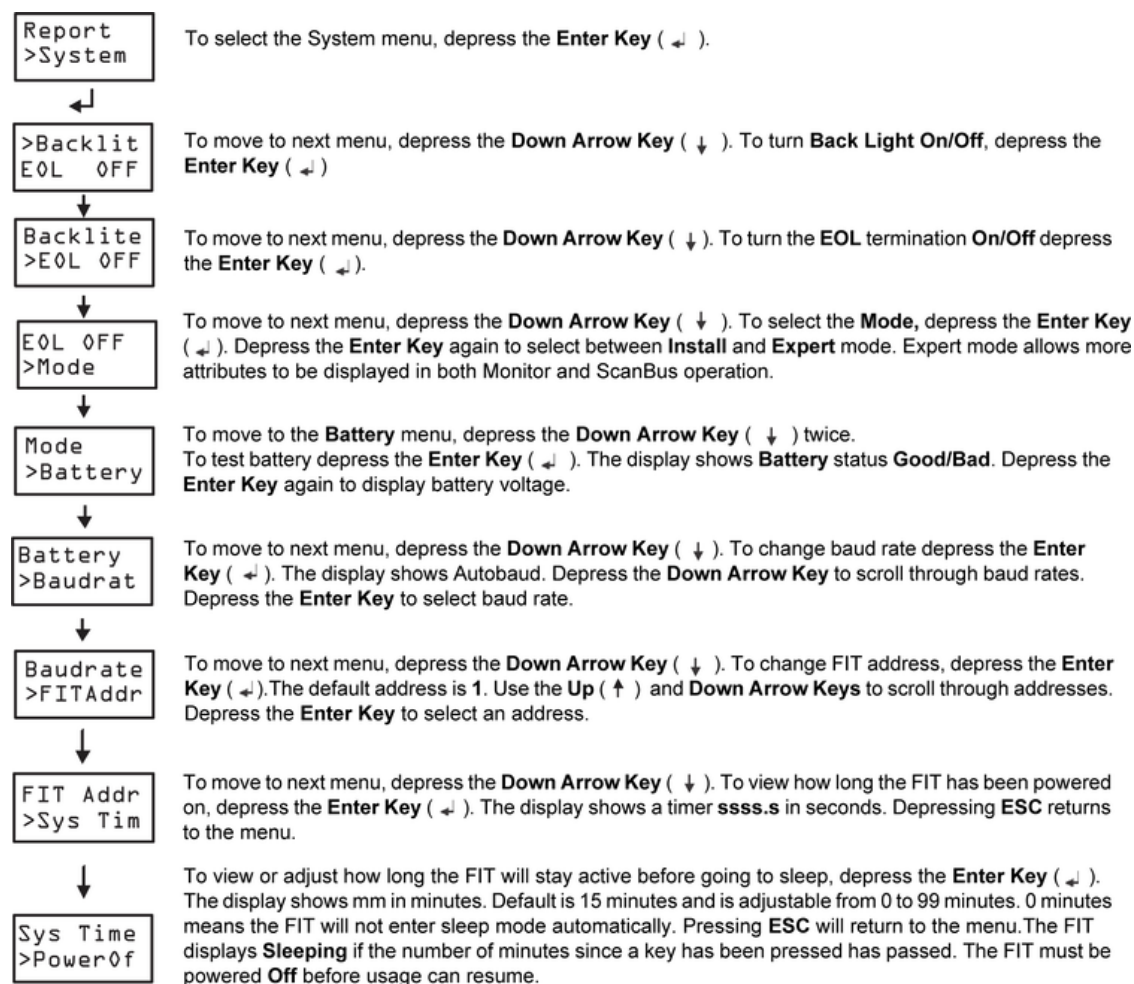 Report
>System
To select the System menu, depress the Enter Key ( ↲ ).
>Backlit
EOL OFF
To move to next menu, depress the Down Arrow Key ( ↓ ). To turn Back Light On/Off, depress the
Enter Key ( ↲ )
Backlite
>EOL OFF
To move to next menu, depress the Down Arrow Key ( ↓ ). To turn the EOL termination On/Off depress
the Enter Key ( ↲ ).
EOL OFF
>Mode
To move to next menu, depress the Down Arrow Key ( ↓ ). To select the Mode, depress the Enter Key
( ↲ ). Depress the Enter Key again to select between Install and Expert mode. Expert mode allows more
attributes to be displayed in both Monitor and ScanBus operation.
Mode
>Battery
To move to the Battery menu, depress the Down Arrow Key ( ↓ ) twice.
To test battery depress the Enter Key ( ↲ ). The display shows Battery status Good/Bad. Depress the
Enter Key again to display battery voltage.
Battery
>Baudrat
To move to next menu, depress the Down Arrow Key ( ↓ ). To change baud rate depress the Enter
Key ( ↲ ). The display shows Autobaud. Depress the Down Arrow Key to scroll through baud rates.
Depress the Enter Key to select baud rate.
Baudrate
>FITAddr
To move to next menu, depress the Down Arrow Key ( ↓ ). To change FIT address, depress the Enter
Key ( ↲ ).The default address is 1. Use the Up ( ↑ ) and Down Arrow Keys to scroll through addresses.
Depress the Enter Key to select an address.
FIT Addr
>Sys Tim
To move to next menu, depress the Down Arrow Key ( ↓ ). To view how long the FIT has been powered
on, depress the Enter Key ( ↲ ). The display shows a timer ssss.s in seconds. Depressing ESC returns
to the menu.
Sys Time
>PowerOf
To view or adjust how long the FIT will stay active before going to sleep, depress the Enter Key ( ↲ ).
The display shows mm in minutes. Default is 15 minutes and is adjustable from 0 to 99 minutes. 0 minutes
means the FIT will not enter sleep mode automatically. Pressing ESC will return to the menu.The FIT
displays Sleeping if the number of minutes since a key has been pressed has passed. The FIT must be
powered Off before usage can resume.